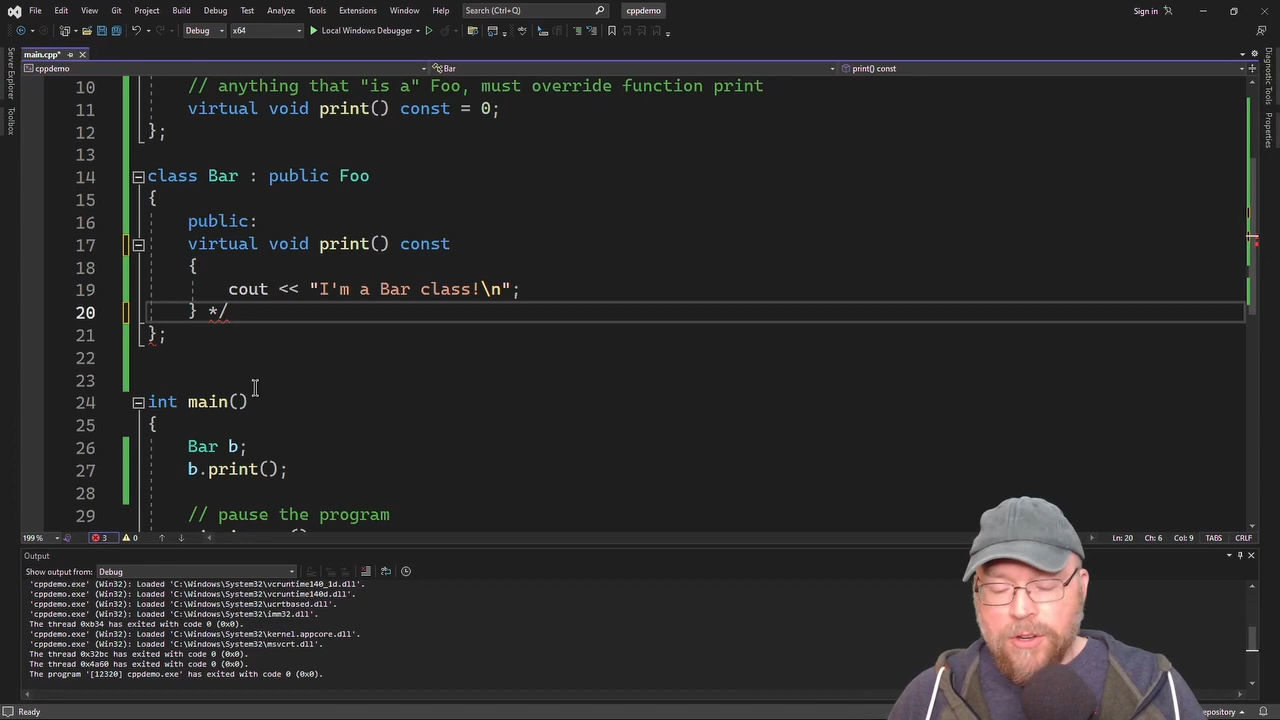 File Edit View Git Project Build Debug Test Analyze Tools Extensions Window Help Search (Ctrl+Q) cppdemo Sign in
Debug x64 Local Windows Debugger
main.cpp*
cppdemo Bar print() const
Server Explorer
Toolbox
Diagnostic Tools
Properties
10 // anything that "is a" Foo, must override function print
11 virtual void print() const = 0;
12 };
13
14 class Bar : public Foo
15 {
16 public:
17 virtual void print() const
18 {
19 cout << "I'm a Bar class!\n";
20 } */
21 };
22
23
24 int main()
25 {
26 Bar b;
27 b.print();
28
29 // pause the program
199 % 3 0 Ln: 20 Ch: 6 Col: 9 TABS CRLF
Output
Show output from: Debug
'cppdemo.exe' (Win32): Loaded 'C:\Windows\System32\vcruntime140_1d.dll'.
'cppdemo.exe' (Win32): Loaded 'C:\Windows\System32\vcruntime140d.dll'.
'cppdemo.exe' (Win32): Loaded 'C:\Windows\System32\ucrtbased.dll'.
'cppdemo.exe' (Win32): Loaded 'C:\Windows\System32\imm32.dll'.
The thread 0xb34 has exited with code 0 (0x0).
'cppdemo.exe' (Win32): Loaded 'C:\Windows\System32\kernel.appcore.dll'.
'cppdemo.exe' (Win32): Loaded 'C:\Windows\System32\msvcrt.dll'.
The thread 0x32bc has exited with code 0 (0x0).
The thread 0x4a60 has exited with code 0 (0x0).
The program '[12320] cppdemo.exe' has exited with code 0 (0x0).
Ready